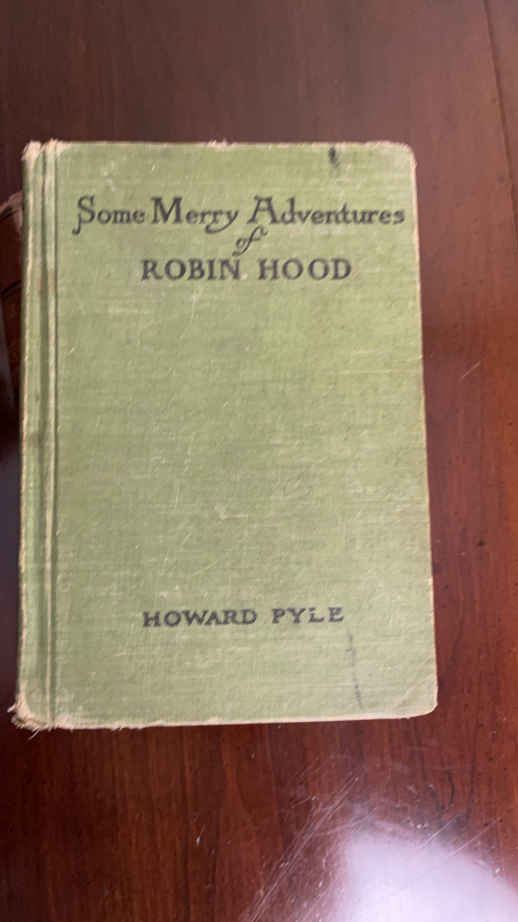 Some Merry Adventures
of
ROBIN HOOD
HOWARD PYLE